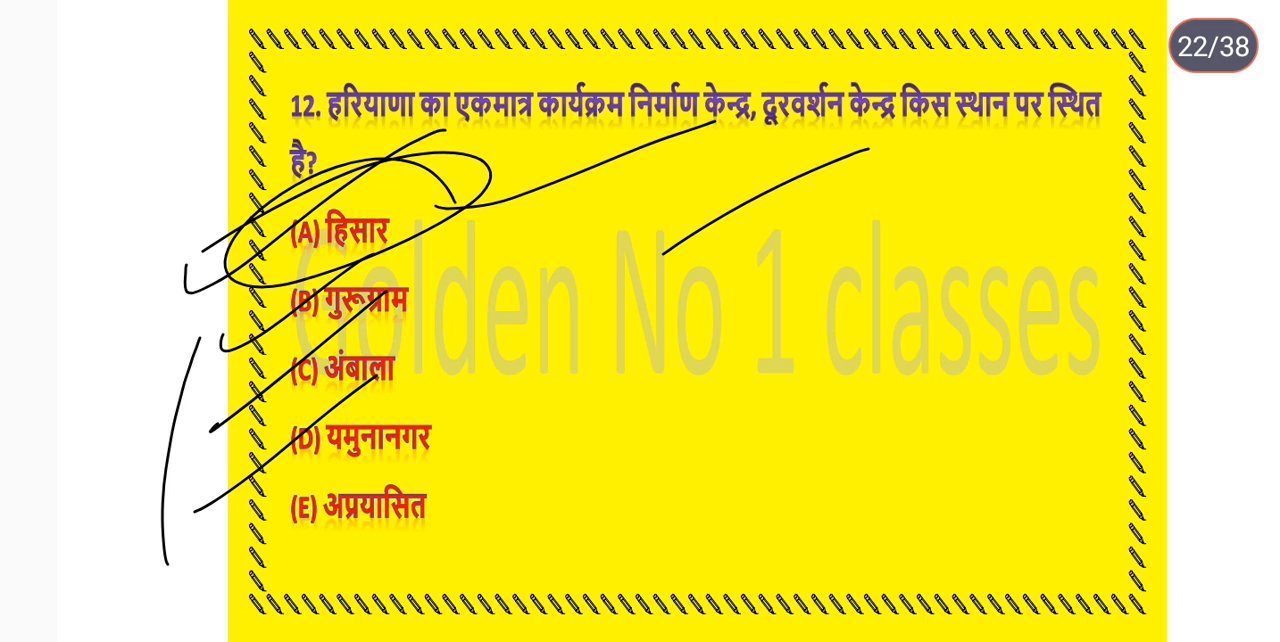 22/38
12. हरियाणा का एकमात्र कार्यक्रम निर्माण केन्द्र, दूरवर्शन केन्द्र किस स्थान पर स्थित
है?
(A) हिसार
(B) गुरूग्राम
(C) अंबाला
(D) यमुनानगर
(E) अप्रयासित
Golden No 1 classes